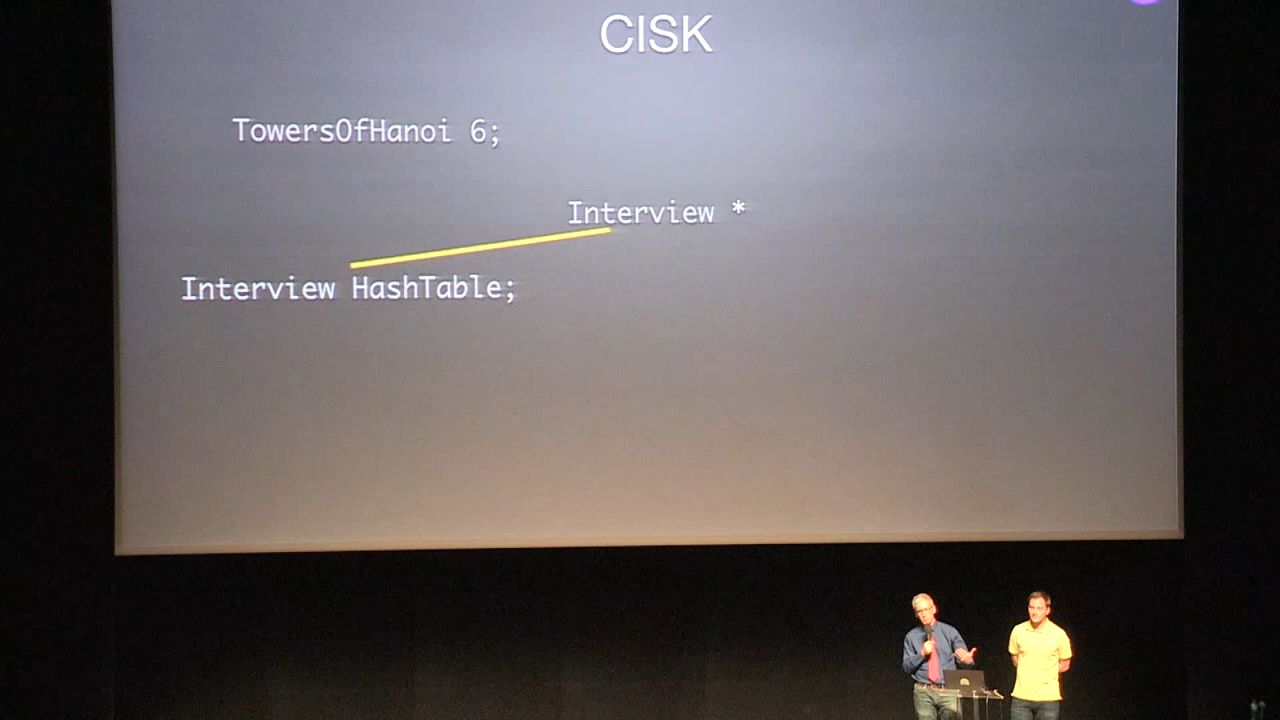 CISK
TowersOfHanoi 6;
Interview *
Interview HashTable;